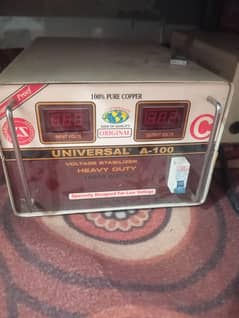 100% PURE COPPER
Proof
INPUT VOLTS
ORIGINAL
OUTPUT VOLTS
C
UNIVERSAL A-100
VOLTAGE STABILIZER
HEAVY DUTY
Specially Designed For Low Voltage